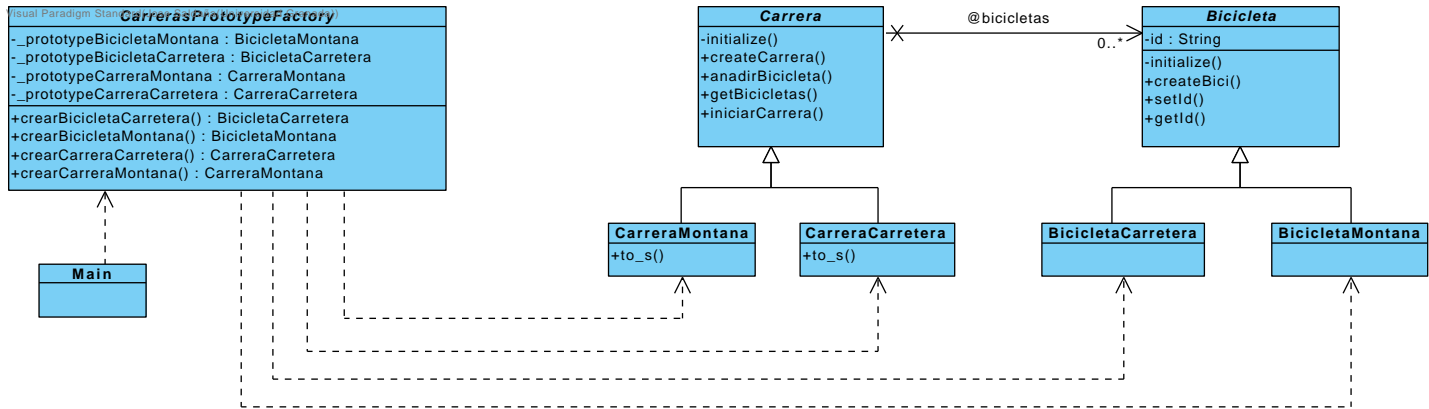 Visual Paradigm Standard
CarrerasPrototypeFactory
-_prototypeBicicletaMontana : BicicletaMontana
-_prototypeBicicletaCarretera : BicicletaCarretera
-_prototypeCarreraMontana : CarreraMontana
-_prototypeCarreraCarretera : CarreraCarretera
+crearBicicletaCarretera() : BicicletaCarretera
+crearBicicletaMontana() : BicicletaMontana
+crearCarreraCarretera() : CarreraCarretera
+crearCarreraMontana() : CarreraMontana
Main
Carrera
-initialize()
+createCarrera()
+anadirBicicleta()
+getBicicletas()
+iniciarCarrera()
@bicicletas
0..*
Bicicleta
-id : String
-initialize()
+createBici()
+setId()
+getId()
CarreraMontana
+to_s()
CarreraCarretera
+to_s()
BicicletaCarretera
BicicletaMontana